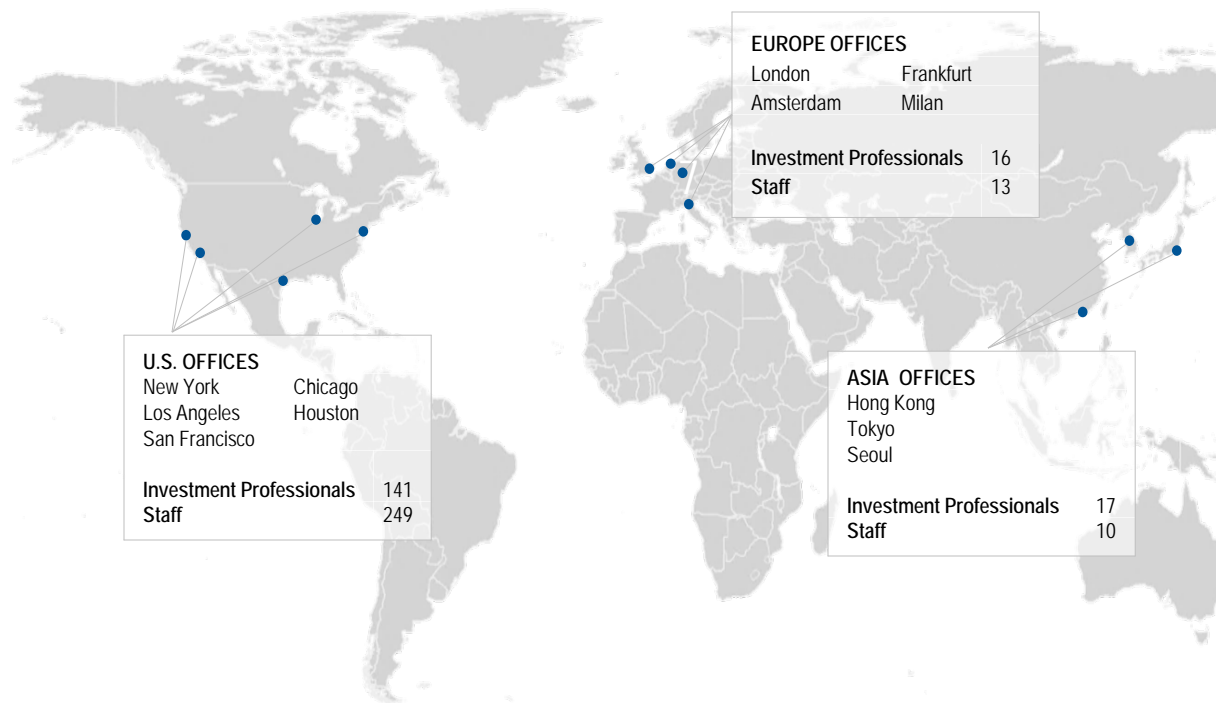 EUROPE OFFICES
London Frankfurt
Amsterdam Milan
Investment Professionals 16
Staff 13
U.S. OFFICES
New York Chicago
Los Angeles Houston
San Francisco
Investment Professionals 141
Staff 249
ASIA OFFICES
Hong Kong
Tokyo
Seoul
Investment Professionals 17
Staff 10